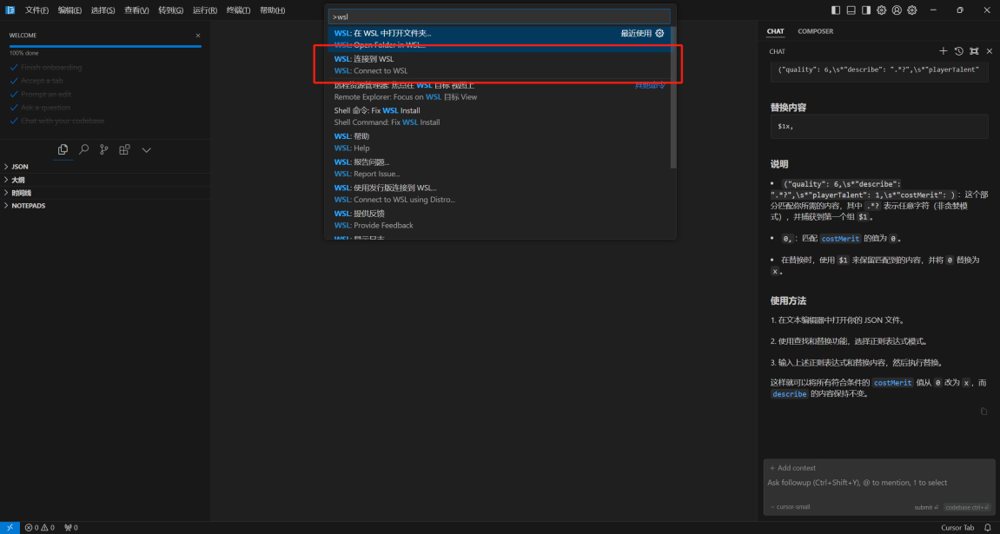 文件(F) 编辑(E) 选择(S) 查看(V) 转到(G) 运行(R) 终端(T) 帮助(H)
WELCOME
100% done
Finish onboarding
Accept a tab
Prompt an edit
Ask a question
Chat with your codebase
JSON
大纲
时间线
NOTEPADS
>wsl
WSL: 在 WSL 中打开文件夹... 最近使用
WSL: Open Folder in WSL...
WSL: 连接到 WSL
WSL: Connect to WSL
远程资源管理器: 焦点在 WSL 目标 视图上 其他命令
Remote Explorer: Focus on WSL 目标 View
Shell 命令: Fix WSL Install
Shell Command: Fix WSL Install
WSL: 帮助
WSL: Help
WSL: 报告问题...
WSL: Report Issue...
WSL: 使用发行版连接到 WSL...
WSL: Connect to WSL using Distro...
WSL: 提供反馈
WSL: Provide Feedback
WSL: 显示日志
CHAT COMPOSER
CHAT
("quality": 6,\s*"describe": ".*?",\s*"playerTalent"
替换内容
$1x,
说明
• ("quality": 6,\s*"describe":
".*?",\s*"playerTalent": 1,\s*"costMerit": ) : 这个部
分匹配你所需的内容，其中 .*? 表示任意字符（非贪婪模
式），并捕获到第一个组 $1 。
• 0, : 匹配 costMerit 的值为 0 。
• 在替换时，使用 $1 来保留匹配到的内容，并将 0 替换为
x 。
使用方法
1. 在文本编辑器中打开你的 JSON 文件。
2. 使用查找和替换功能，选择正则表达式模式。
3. 输入上述正则表达式和替换内容，然后执行替换。
这样就可以将所有符合条件的 costMerit 值从 0 改为 x ，而
describe 的内容保持不变。
+ Add context
Ask followup (Ctrl+Shift+Y), @ to mention, 1 to select
cursor-small submit codebase ctrl+
0 0 0 Cursor Tab